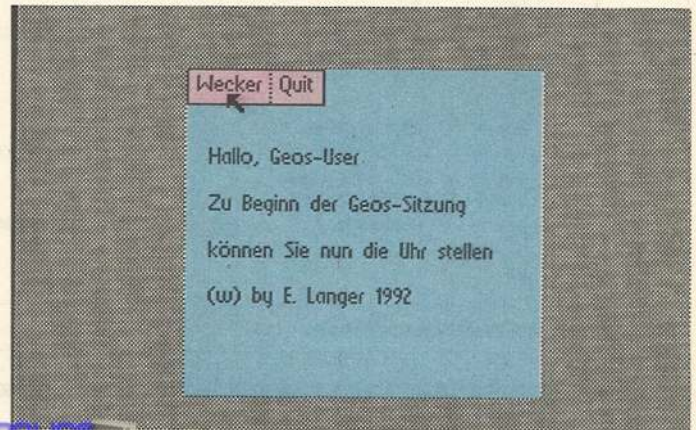 Wecker Quit
Hallo, Geos-User
Zu Beginn der Geos-Sitzung
können Sie nun die Uhr stellen
(w) by E. Langer 1992